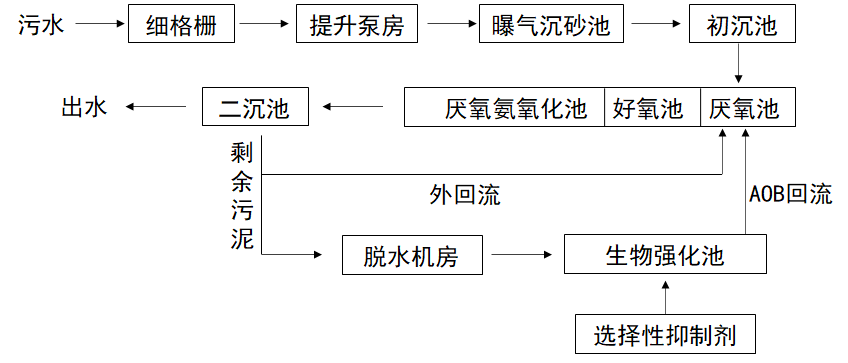 污水
细格栅
提升泵房
曝气沉砂池
初沉池
出水
二沉池
厌氧氨氧化池
好氧池
厌氧池
剩余污泥
外回流
AOB回流
脱水机房
生物强化池
选择性抑制剂